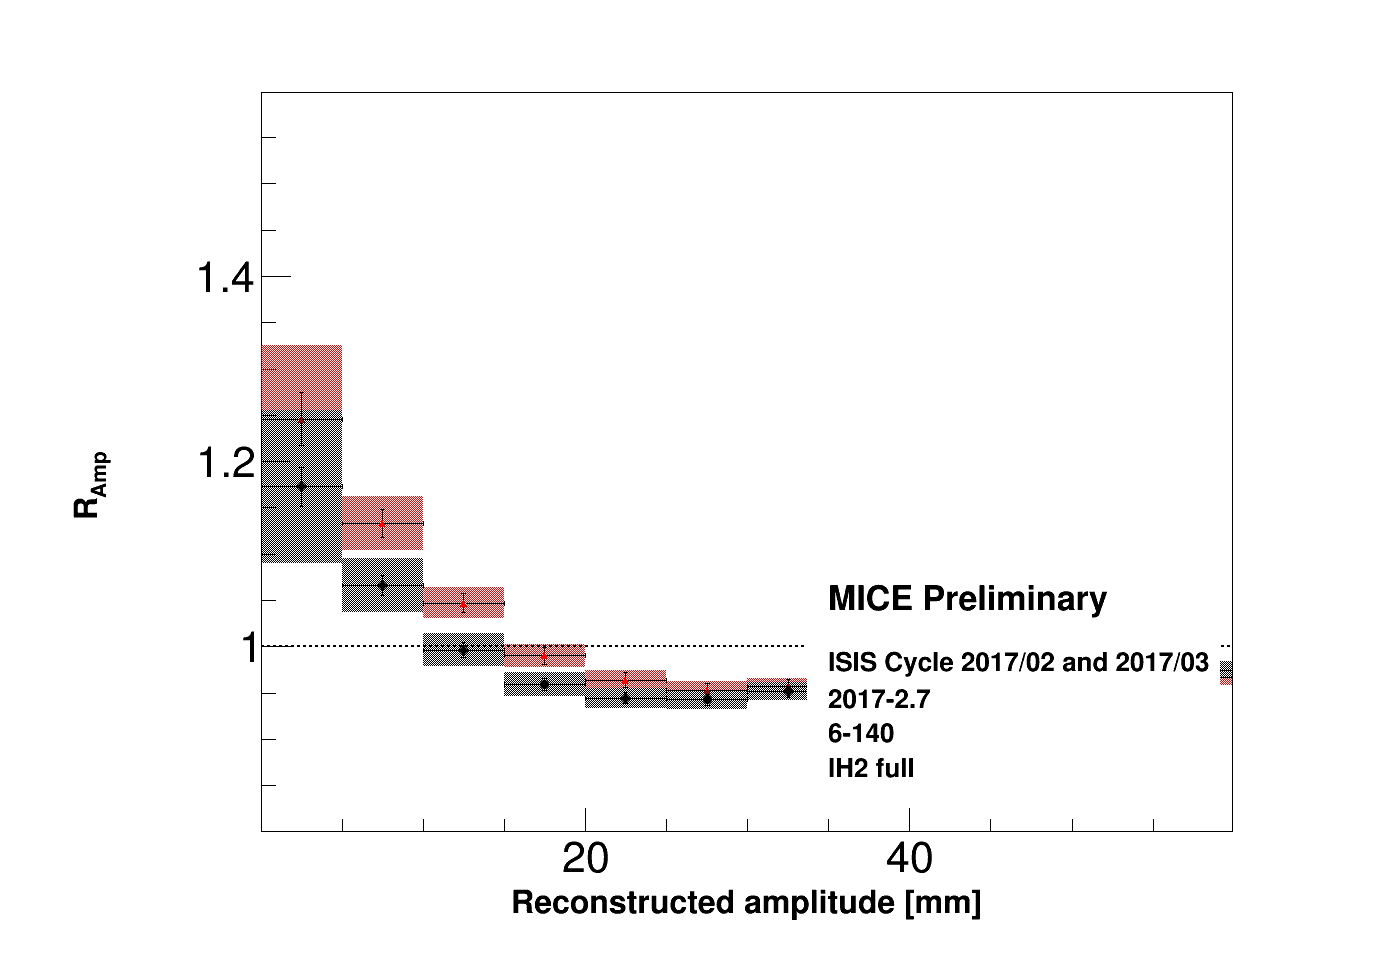 1.4
1.2
1
R_Amp
MICE Preliminary
ISIS Cycle 2017/02 and 2017/03
2017-2.7
6-140
IH2 full
20
40
Reconstructed amplitude [mm]